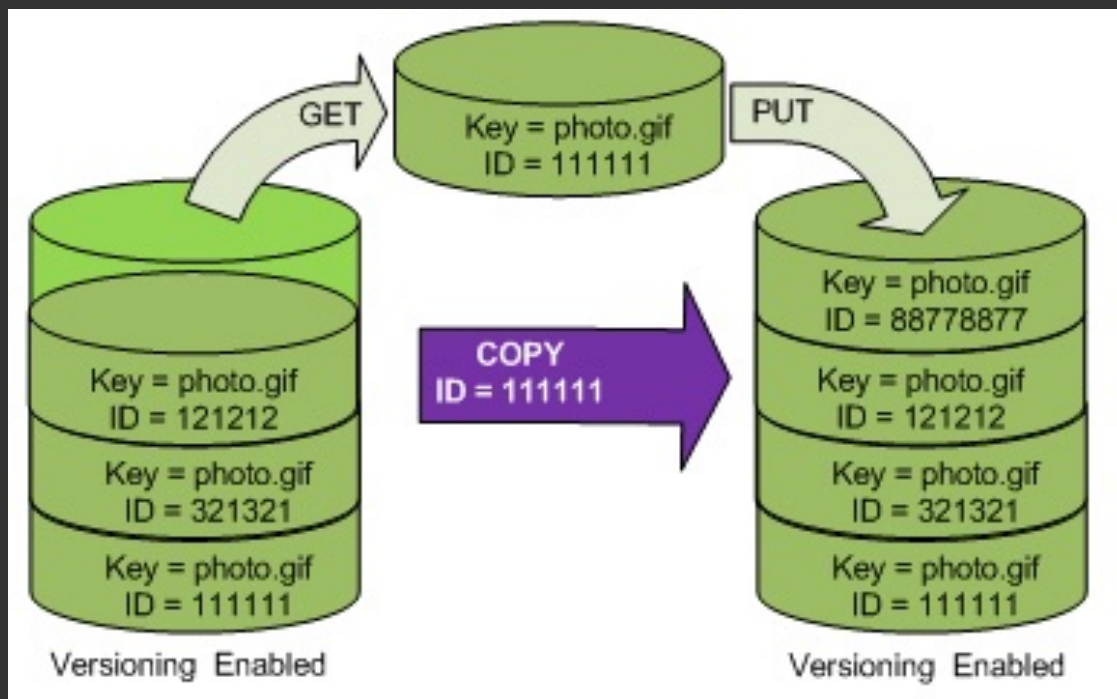 GET
Key = photo.gif
ID = 111111
PUT
Key = photo.gif
ID = 121212
Key = photo.gif
ID = 321321
Key = photo.gif
ID = 111111
Versioning Enabled
COPY
ID = 111111
Key = photo.gif
ID = 88778877
Key = photo.gif
ID = 121212
Key = photo.gif
ID = 321321
Key = photo.gif
ID = 111111
Versioning Enabled